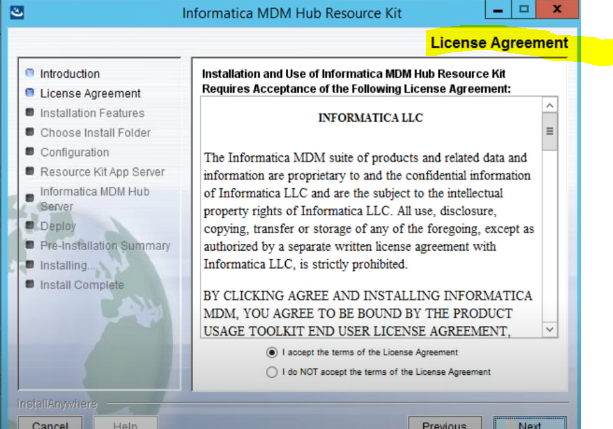 Informatica MDM Hub Resource Kit
License Agreement
Introduction
License Agreement
Installation Features
Choose Install Folder
Configuration
Resource Kit App Server
Informatica MDM Hub
Server
Deploy
Pre-Installation Summary
Installing...
Install Complete
Installation and Use of Informatica MDM Hub Resource Kit
Requires Acceptance of the Following License Agreement:
INFORMATICA LLC
The Informatica MDM suite of products and related data and
information are proprietary to and the confidential information
of Informatica LLC and are the subject to the intellectual
property rights of Informatica LLC. All use, disclosure,
copying, transfer or storage of any of the foregoing, except as
authorized by a separate written license agreement with
Informatica LLC, is strictly prohibited.
BY CLICKING AGREE AND INSTALLING INFORMATICA
MDM, YOU AGREE TO BE BOUND BY THE PRODUCT
USAGE TOOLKIT END USER LICENSE AGREEMENT,
I accept the terms of the License Agreement
I do NOT accept the terms of the License Agreement
InstallAnywhere
Cancel Help Previous Next